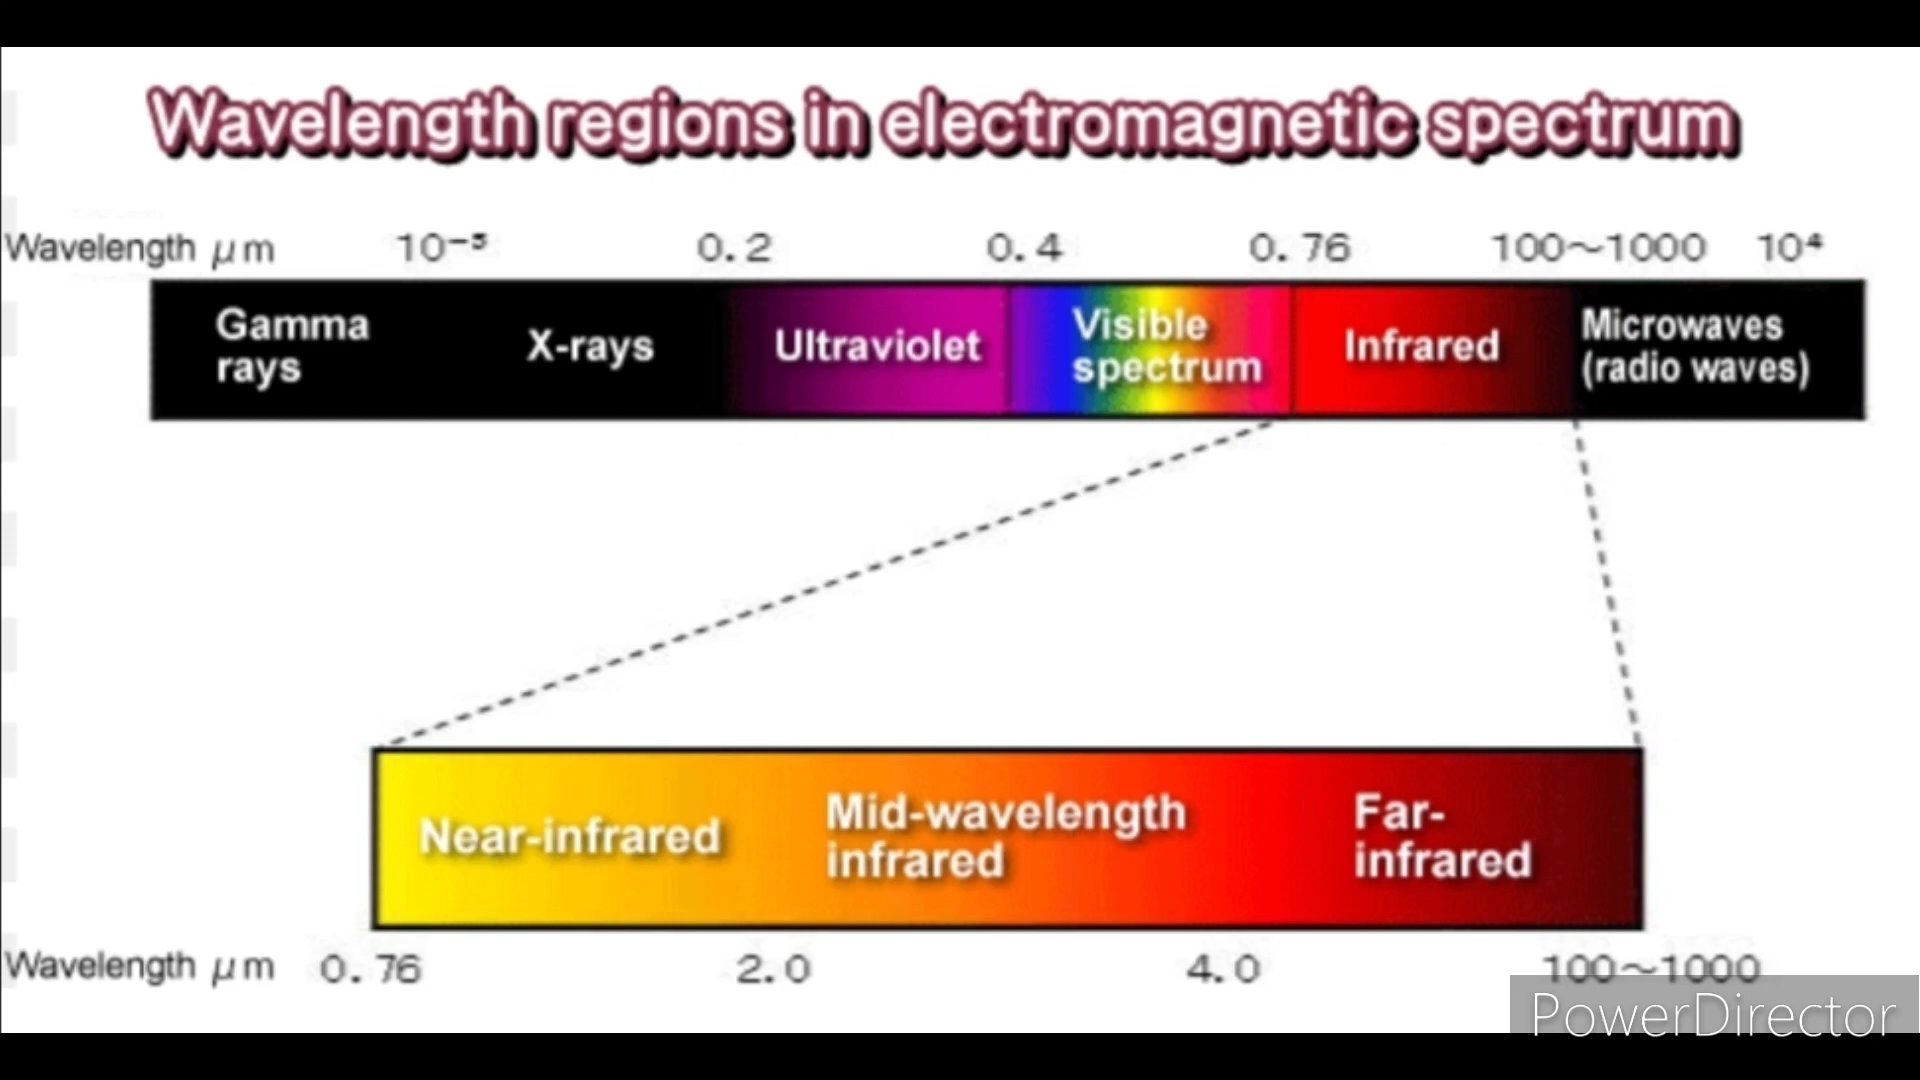 Wavelength regions in electromagnetic spectrum
Wavelength μm 10⁻⁵ 0.2 0.4 0.76 100~1000 10⁴
Gamma
rays
X-rays
Ultraviolet
Visible
spectrum
Infrared
Microwaves
(radio waves)
Near-infrared
Mid-wavelength
infrared
Far-
infrared
Wavelength μm 0.76 2.0 4.0 100~1000
PowerDirector